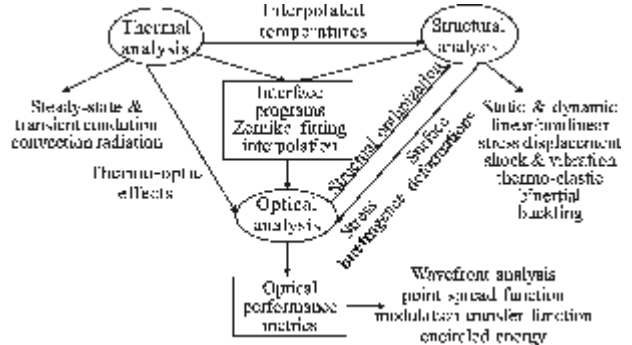 Interpolated
temperatures
Thermal
analysis
Structural
analysis
Steady-state &
transient conduction
convection radiation
Interface
programs
Zernike fitting
interpolation
Structural optimization
Surface
deformations
Stress
birefringence
Static & dynamic
linear/nonlinear
stress displacement
shock & vibration
thermo-elastic
inertial
buckling
Thermo-optic
effects
Optical
analysis
Optical
performance
metrics
Wavefront analysis
point spread function
modulation transfer function
encircled energy